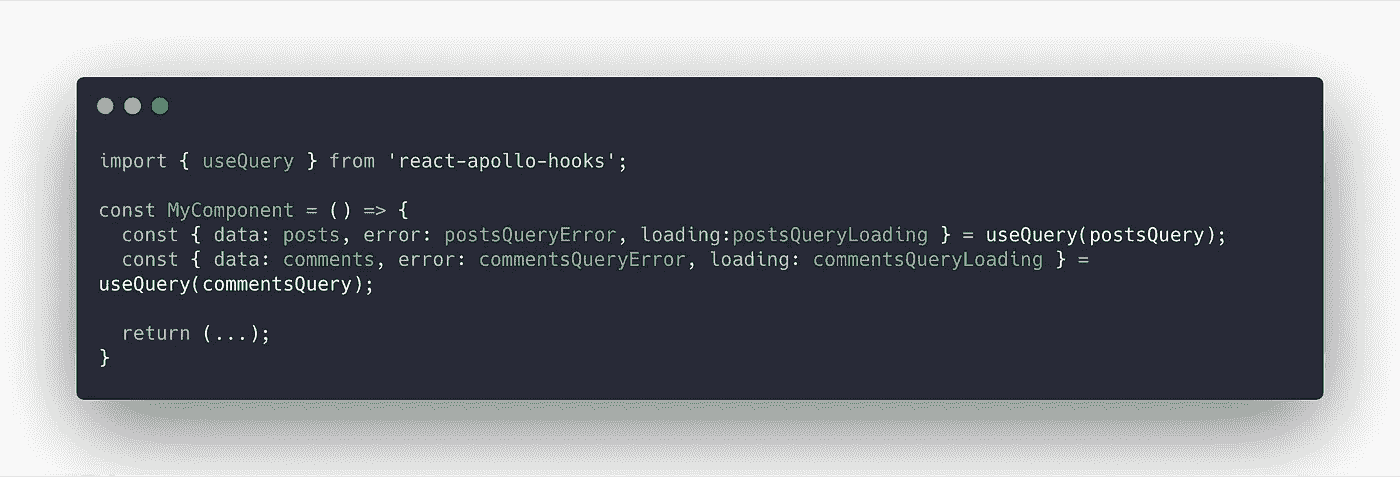 import { useQuery } from 'react-apollo-hooks';
const MyComponent = () => {
const { data: posts, error: postsQueryError, loading:postsQueryLoading } = useQuery(postsQuery);
const { data: comments, error: commentsQueryError, loading: commentsQueryLoading } =
useQuery(commentsQuery);
return (...);
}